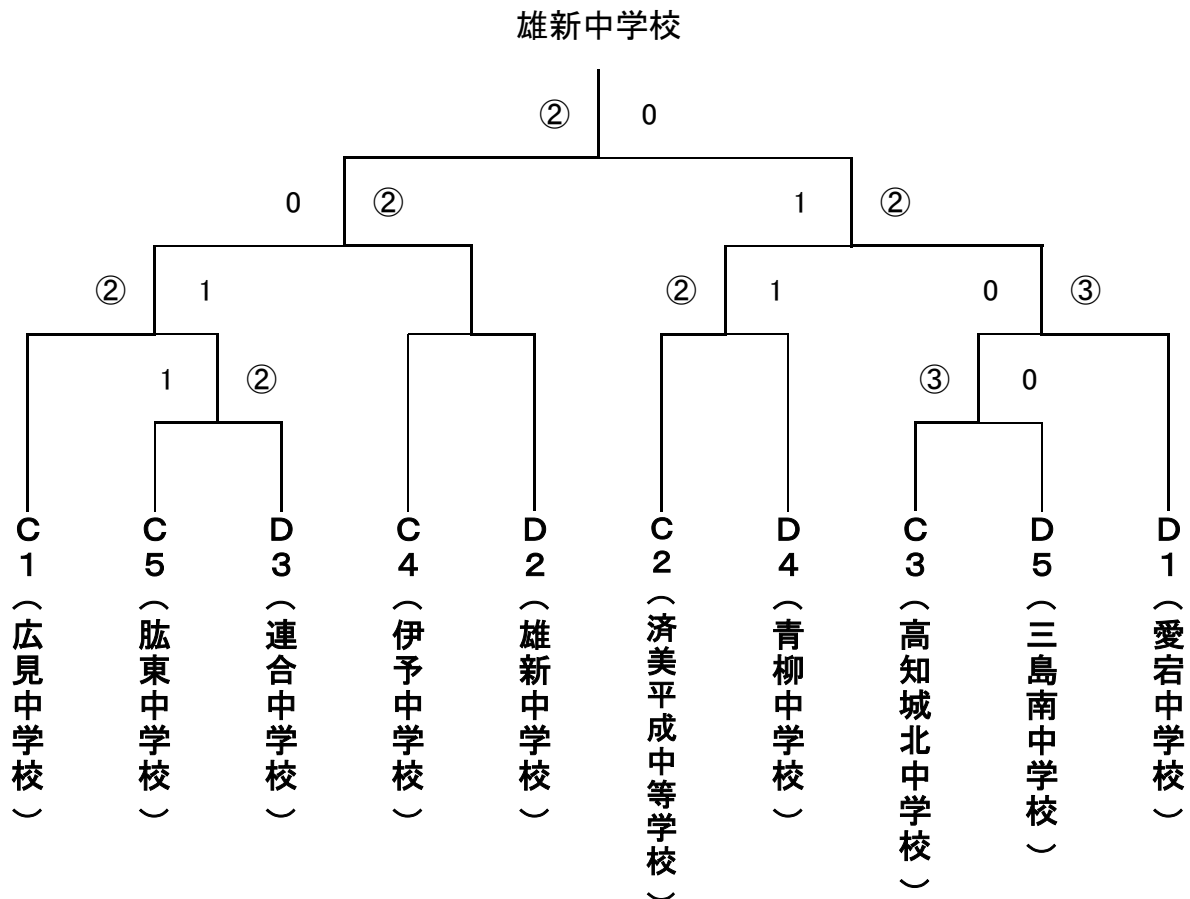 雄新中学校
② 0
0 ② 1 ②
② 1 ② 1 0 ③
1 ② ③ 0
C1（広見中学校）
C5（肱東中学校）
D3（連合中学校）
C4（伊予中学校）
D2（雄新中学校）
C2（済美平成中等学校）
D4（青柳中学校）
C3（高知城北中学校）
D5（三島南中学校）
D1（愛宕中学校）